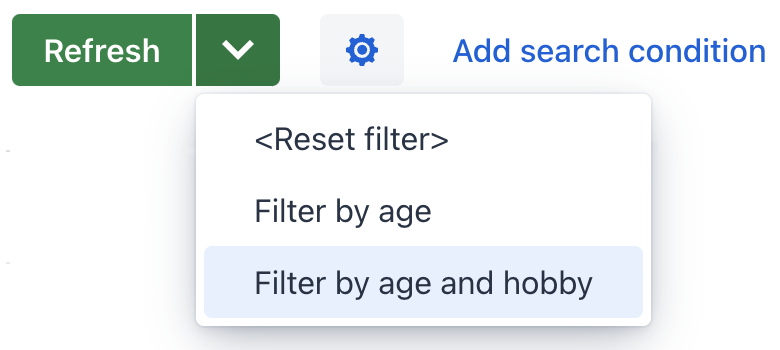 Refresh
Add search condition
<Reset filter>
Filter by age
Filter by age and hobby